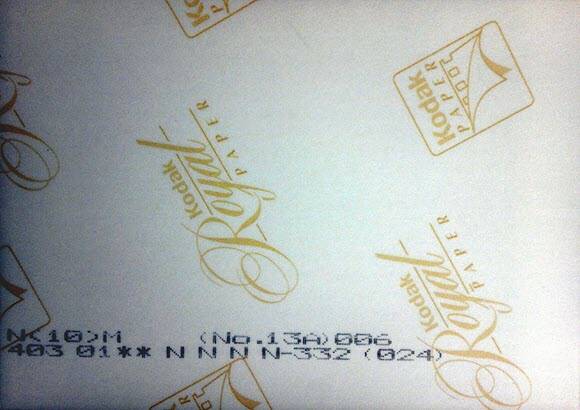 Kodak
PAPER
Kodak
Royal
PAPER
Kodak
Royal
PAPER
N<10>M (No.13A)006
403 01** N N N N-332 (024)